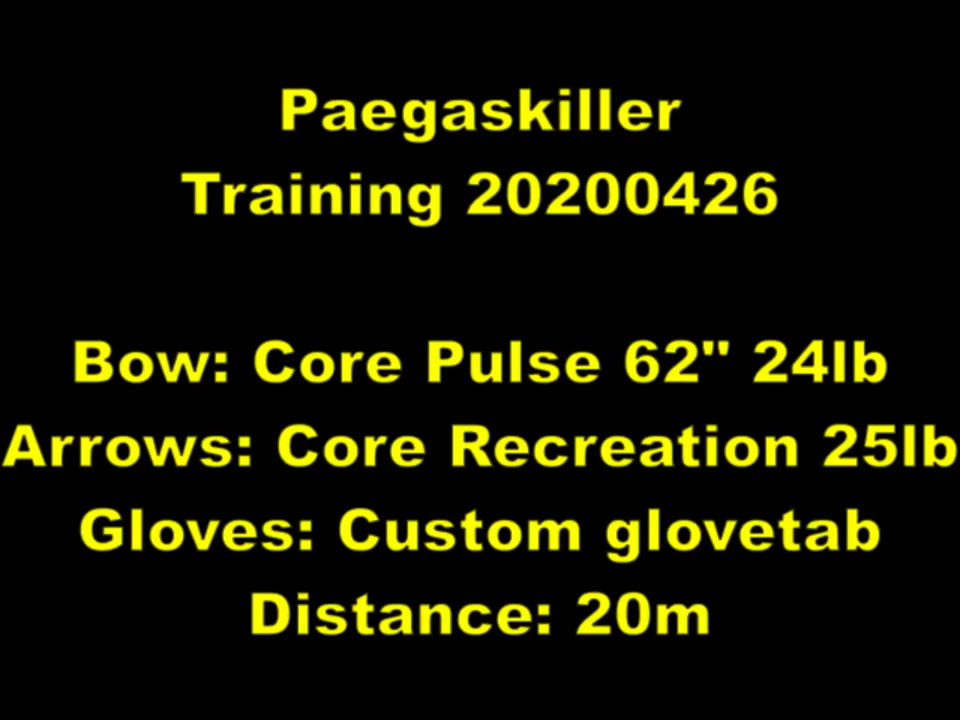 Paegaskiller
Training 20200426
Bow: Core Pulse 62" 24lb
Arrows: Core Recreation 25lb
Gloves: Custom glovetab
Distance: 20m